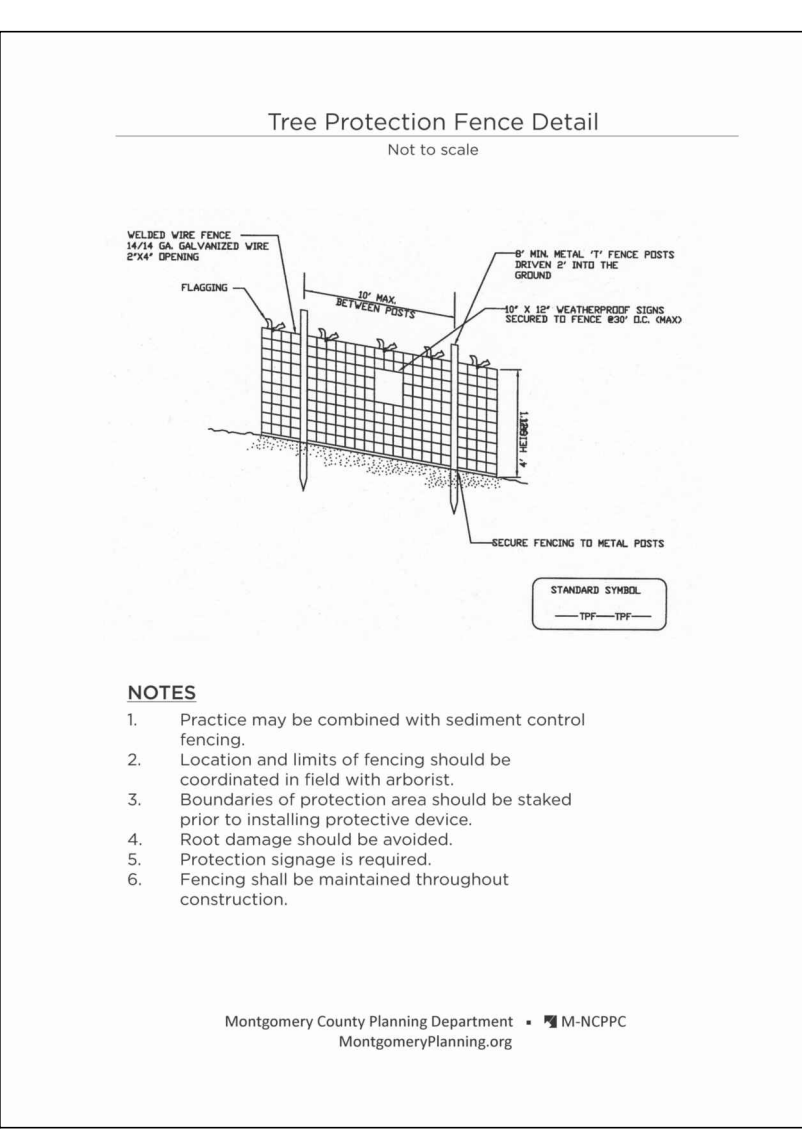 Tree Protection Fence Detail
Not to scale
WELDED WIRE FENCE
14/14 GA. GALVANIZED WIRE
2"X4" OPENING
FLAGGING
10' MAX.
BETWEEN POSTS
8' MIN. METAL 'T' FENCE POSTS
DRIVEN 2' INTO THE
GROUND
10" X 12" WEATHERPROOF SIGNS
SECURED TO FENCE @30' O.C. (MAX)
4' HEIGHT
SECURE FENCING TO METAL POSTS
STANDARD SYMBOL
TPF TPF
NOTES
1. Practice may be combined with sediment control
fencing.
2. Location and limits of fencing should be
coordinated in field with arborist.
3. Boundaries of protection area should be staked
prior to installing protective device.
4. Root damage should be avoided.
5. Protection signage is required.
6. Fencing shall be maintained throughout
construction.
Montgomery County Planning Department ▪ M-NCPPC
MontgomeryPlanning.org